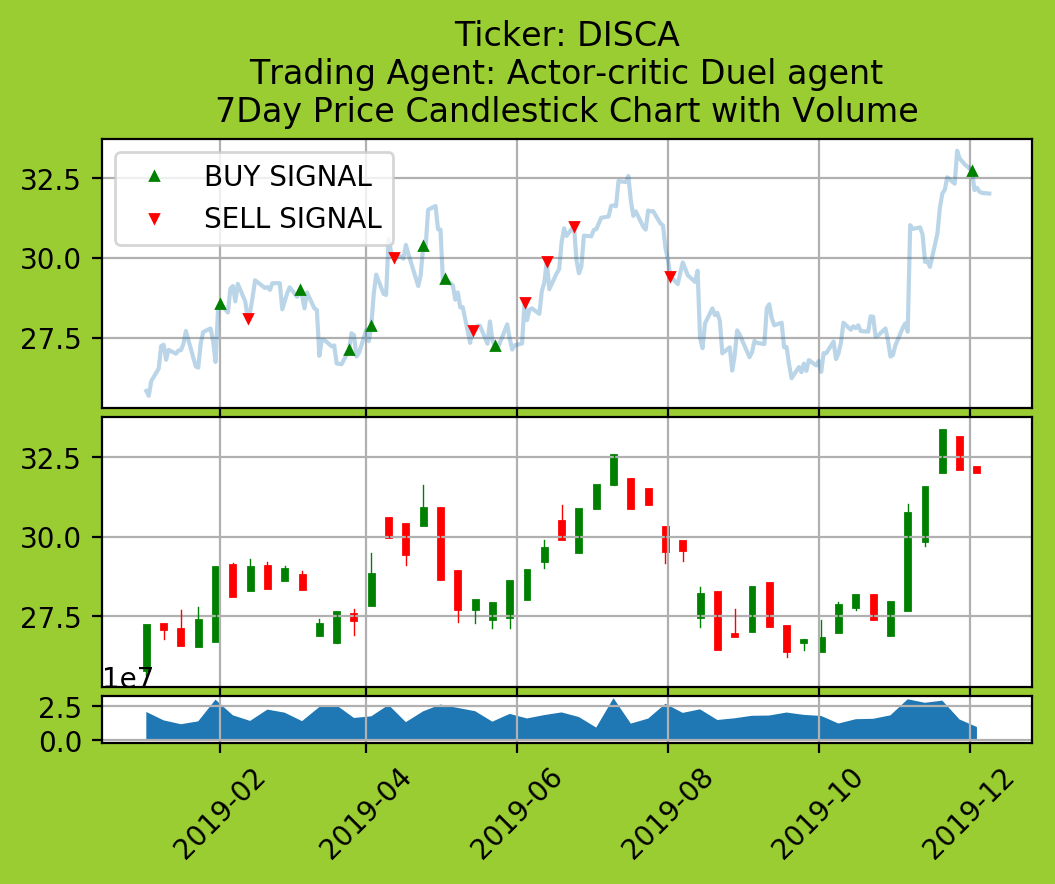 Ticker: DISCA
Trading Agent: Actor-critic Duel agent
7Day Price Candlestick Chart with Volume
BUY SIGNAL
SELL SIGNAL
32.5
30.0
27.5
32.5
30.0
27.5
1e7
2.5
0.0
2019-02
2019-04
2019-06
2019-08
2019-10
2019-12